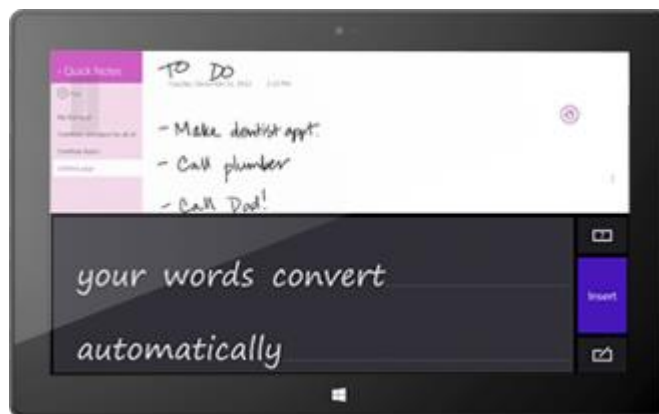 Quick Notes
TO DO
- Make dentist appt.
- Call plumber
- Call Dad!
your words convert
Insert
automatically